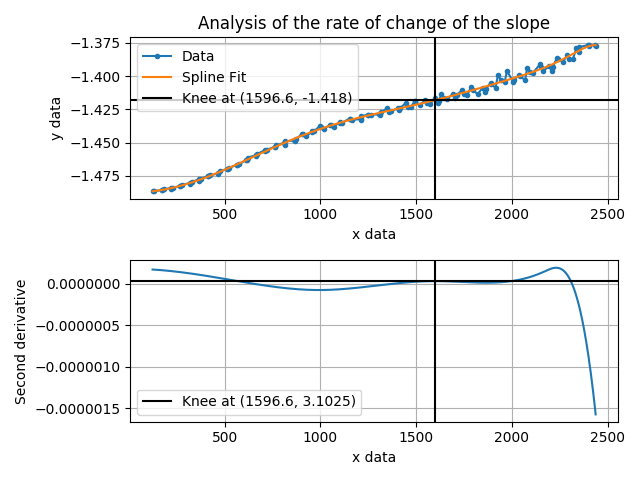 Analysis of the rate of change of the slope
−1.375
−1.400
−1.425
−1.450
−1.475
y data
Data
Spline Fit
Knee at (1596.6, -1.418)
500
1000
1500
2000
2500
x data
0.0000000
−0.0000005
−0.0000010
−0.0000015
Second derivative
Knee at (1596.6, 3.1025)
500
1000
1500
2000
2500
x data